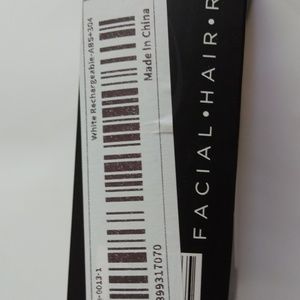 White Rechargeable-ABS+304
-0013-1
399317070
Made In China
FACIAL•HAIR•R